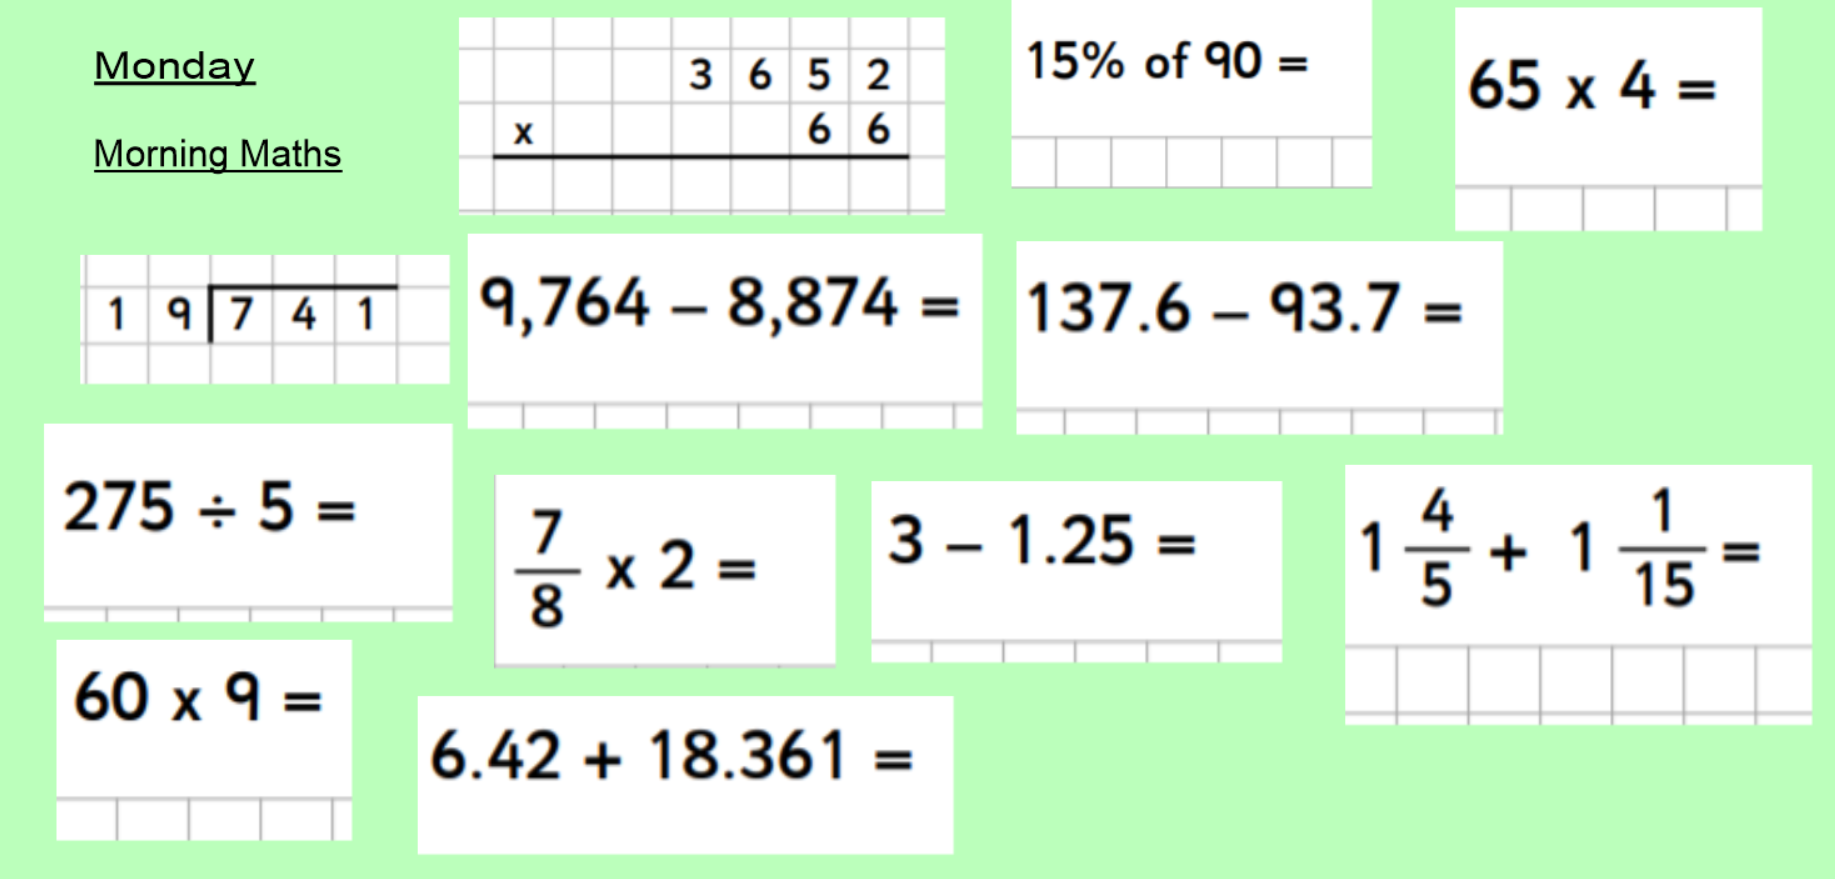 Monday
Morning Maths
3 6 5 2
x 6 6
15% of 90 =
65 x 4 =
1 9 7 4 1
9,764 – 8,874 =
137.6 – 93.7 =
275 ÷ 5 =
7
8
x 2 =
3 – 1.25 =
1 4/5 + 1 1/15 =
60 x 9 =
6.42 + 18.361 =